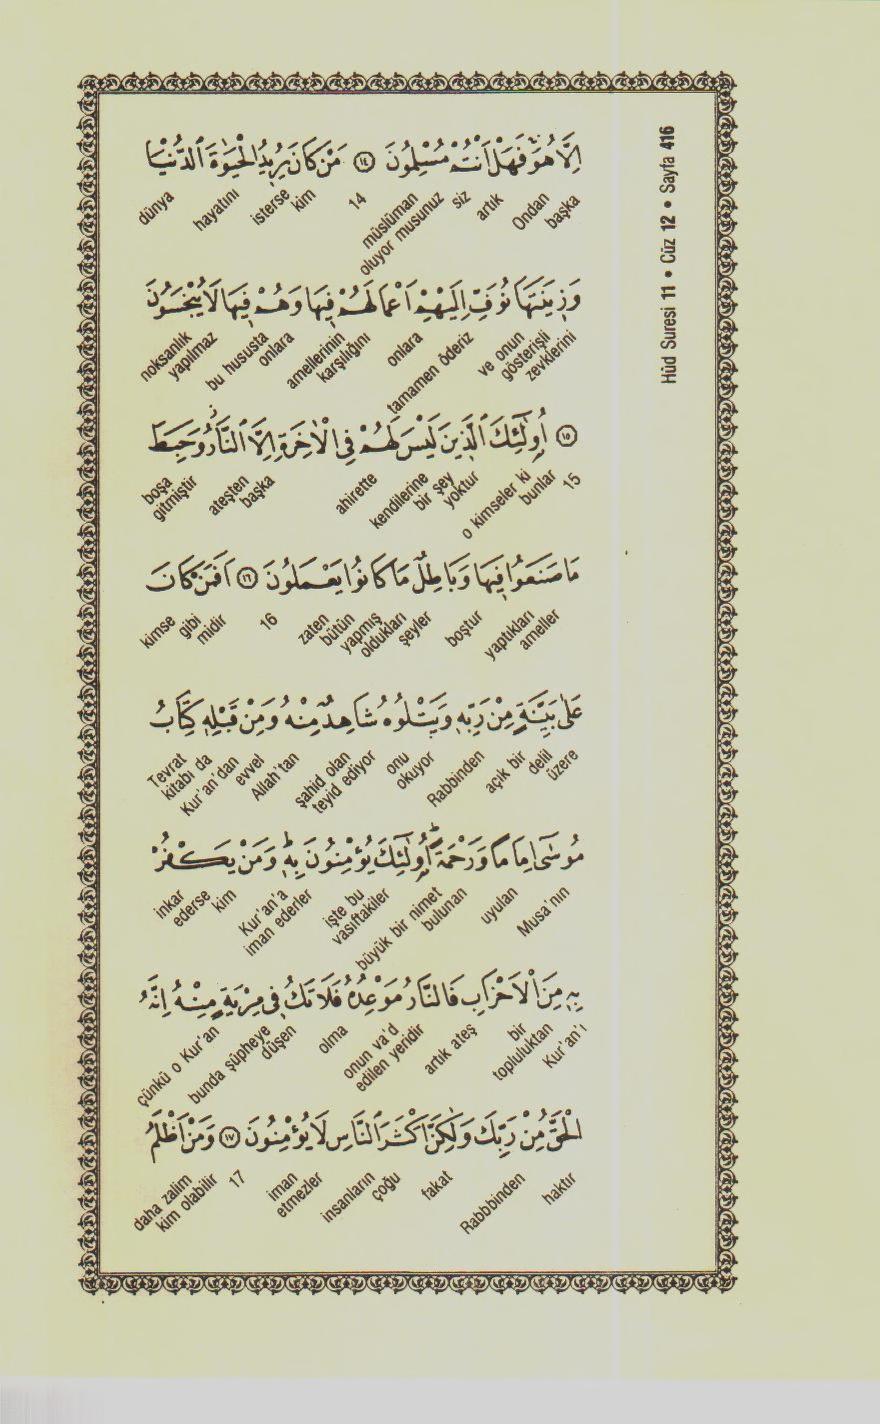 Hûd Suresi 11 • Cüz 12 • Sayfa 416
اِلَّا هُوَۚ فَهَلْ اَنْتُمْ مُسْلِمُونَ ﴿١٤﴾ مَنْ كَانَ يُرِيدُ الْحَيٰوةَ الدُّنْيَا
başka Ondan artık siz müslüman oluyor musunuz 14 kim isterse hayatını dünya
وَزِينَتَهَا نُوَفِّ اِلَيْهِمْ اَعْمَالَهُمْ فِيهَا وَهُمْ فِيهَا لَا يُبْخَسُونَ
ve onun gösterişli zevklerini tamamen öderiz onlara amellerinin karşılığını onlara bu hususta noksanlık yapılmaz
﴿١٥﴾ اُو۬لٰٓئِكَ الَّذِينَ لَيْسَ لَهُمْ فِي الْاٰخِرَةِ اِلَّا النَّارُۘ وَحَبِطَ
15 bunlar o kimseler ki yoktur bir şey kendilerine ahirette başka ateşten boşa gitmiştir
مَا صَنَعُوا فِيهَا وَبَاطِلٌ مَا كَانُوا يَعْمَلُونَ ﴿١٦﴾ اَفَمَنْ كَانَ
yaptıkları ameller boştur zaten bütün yapmış oldukları şeyler 16 gibi midir kimse
عَلٰى بَيِّنَةٍ مِنْ رَبِّهِ وَيَتْلُوهُ شَاهِدٌ مِنْهُ وَمِنْ قَبْلِهِ كِتَابُ
üzere delil açık bir Rabbinden okuyor onu şahid olan teyid ediyor Allah'tan evvel Kur'an'dan Tevrat kitabı da
مُوسٰٓى اِمَامًا وَرَحْمَةًۜ اُو۬لٰٓئِكَ يُؤْمِنُونَ بِهِۜ وَمَنْ يَكْفُرْ
Musa'nın uyulan büyük bir nimet bulunan işte bu vasıftakiler Kur'an'a iman ederler kim inkar ederse
بِهِ مِنَ الْاَحْزَابِ فَالنَّارُ مَوْعِدُهُ فَلَا تَكُ فِي مِرْيَةٍ مِنْهُ اِنَّهُ
Kur'an'ı bir topluluktan artık ateş onun va'd edilen yeridir olma bunda şüpheye düşen çünkü o Kur'an
الْحَقُّ مِنْ رَبِّكَ وَلٰكِنَّ اَكْثَرَ النَّاسِ لَا يُؤْمِنُونَ ﴿١٧﴾ وَمَنْ اَظْلَمُ
haktır Rabbbinden fakat çoğu insanların iman etmezler 17 daha zalim kim olabilir